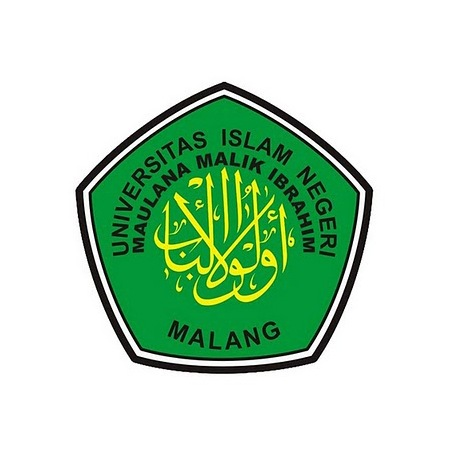 UNIVERSITAS ISLAM NEGERI
MAULANA MALIK IBRAHIM
أولو الألباب
MALANG